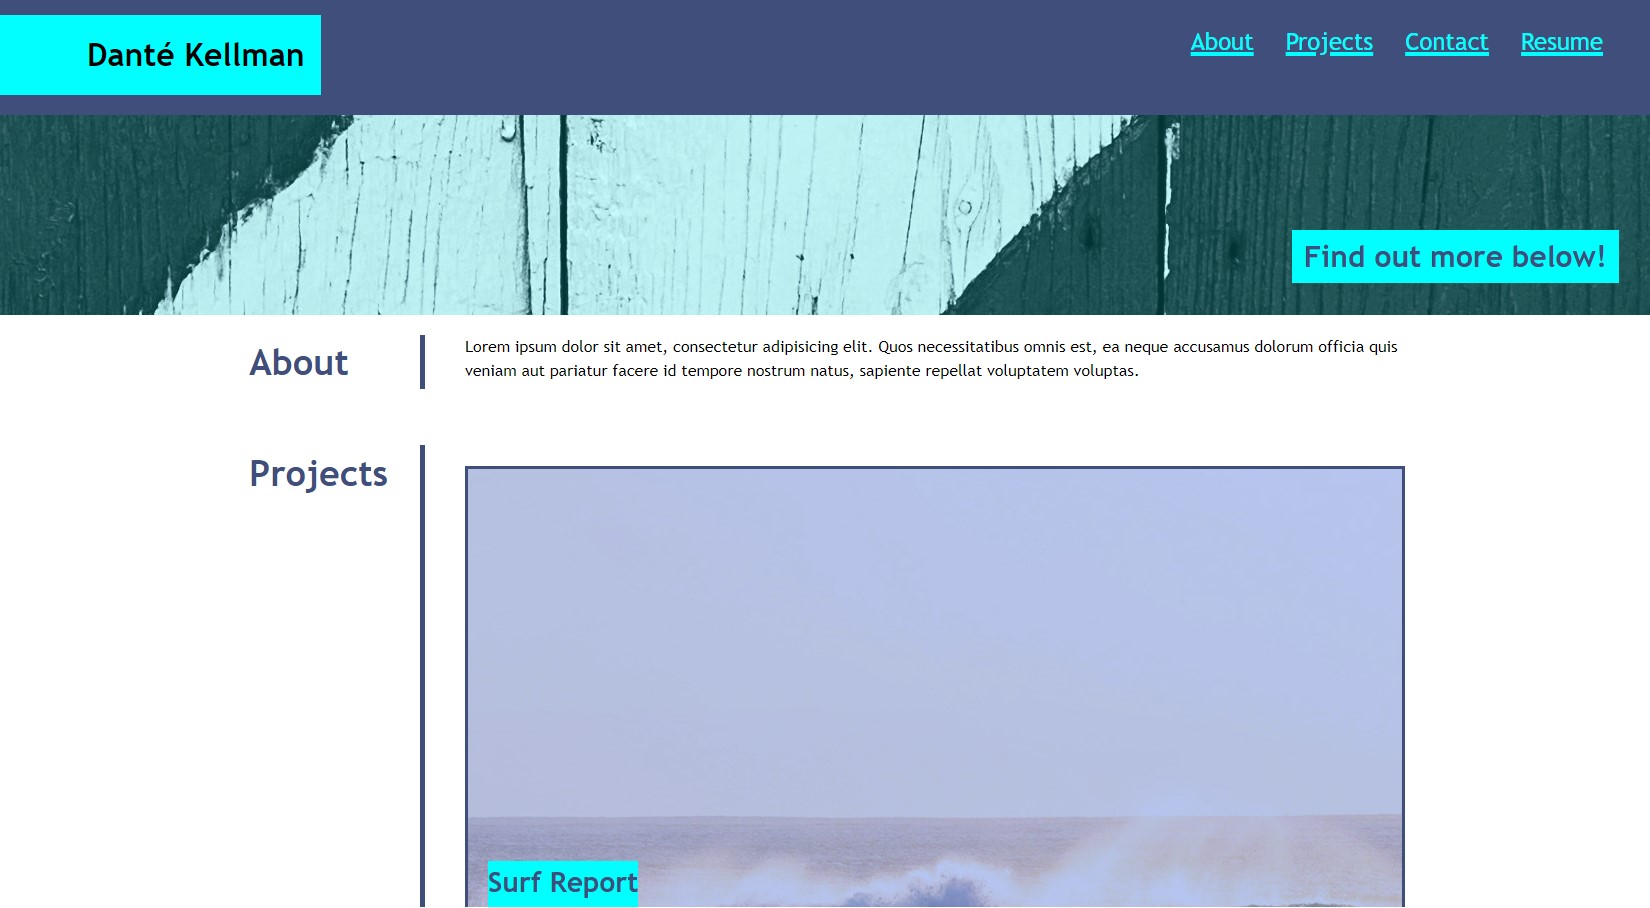 Danté Kellman
About Projects Contact Resume
Find out more below!
About
Lorem ipsum dolor sit amet, consectetur adipisicing elit. Quos necessitatibus omnis est, ea neque accusamus dolorum officia quis
veniam aut pariatur facere id tempore nostrum natus, sapiente repellat voluptatem voluptas.
Projects
Surf Report